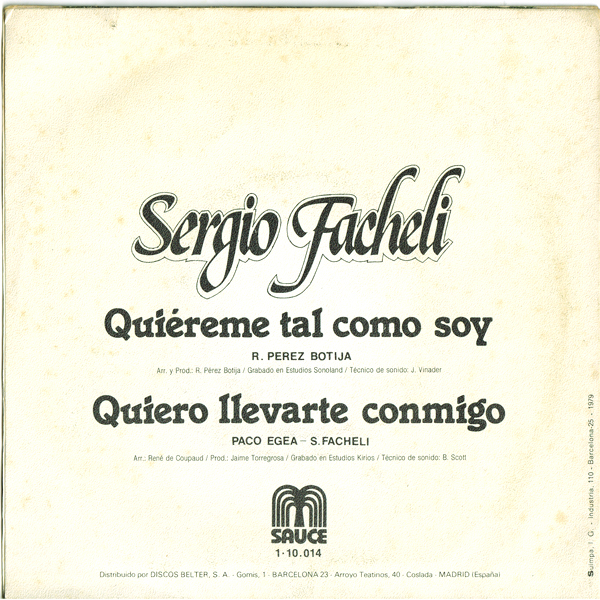 Sergio Facheli
Quiéreme tal como soy
R. PEREZ BOTIJA
Arr. y Prod.: R. Pérez Botija / Grabado en Estudios Sonoland / Técnico de sonido: J. Vinader
Quiero llevarte conmigo
PACO EGEA – S. FACHELI
Arr.: René de Coupaud / Prod.: Jaime Torregrosa / Grabado en Estudios Kirios / Técnico de sonido: B. Scott
SAUCE
1-10.014
Distribuido por DISCOS BELTER, S. A. - Gomis, 1 - BARCELONA 23 - Arroyo Teatinos, 40 - Coslada - MADRID (España)
Suimpa, I. G. - Industria, 110 - Barcelona-25 - 1979